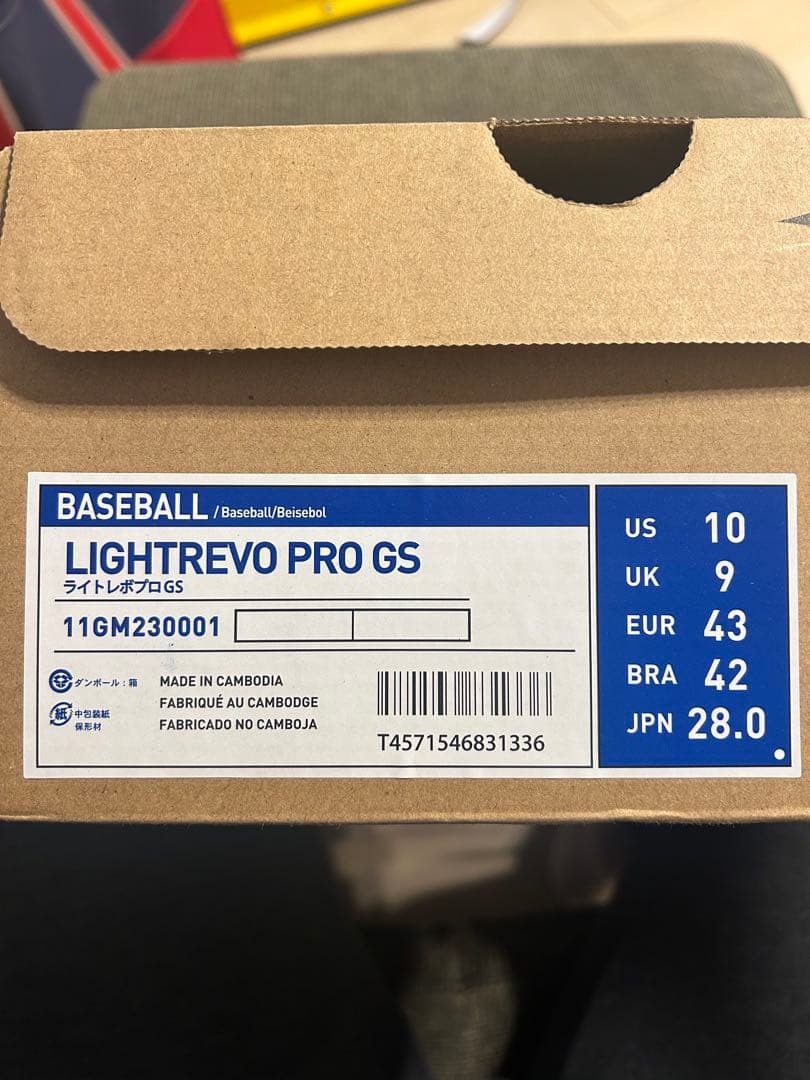 BASEBALL / Baseball/Beisebol
LIGHTREVO PRO GS
ライトレボプロGS
11GM230001
ダンボール：箱
紙 中包装紙
保形材
MADE IN CAMBODIA
FABRIQUÉ AU CAMBODGE
FABRICADO NO CAMBOJA
T4571546831336
US 10
UK 9
EUR 43
BRA 42
JPN 28.0